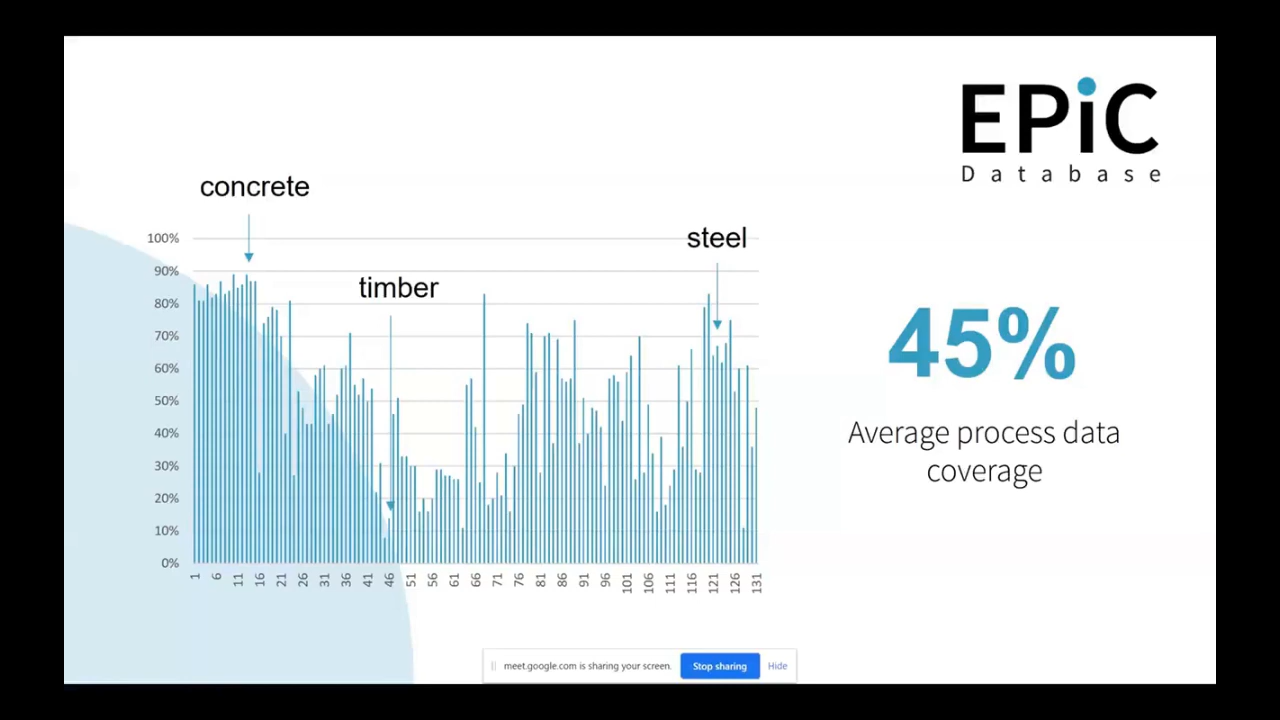 EPiC
Database
concrete
steel
timber
100%
90%
80%
70%
60%
50%
40%
30%
20%
10%
0%
1 6 11 16 21 26 31 36 41 46 51 56 61 66 71 76 81 86 91 96 101 106 111 116 121 126 131
45%
Average process data
coverage
meet.google.com is sharing your screen. Stop sharing Hide